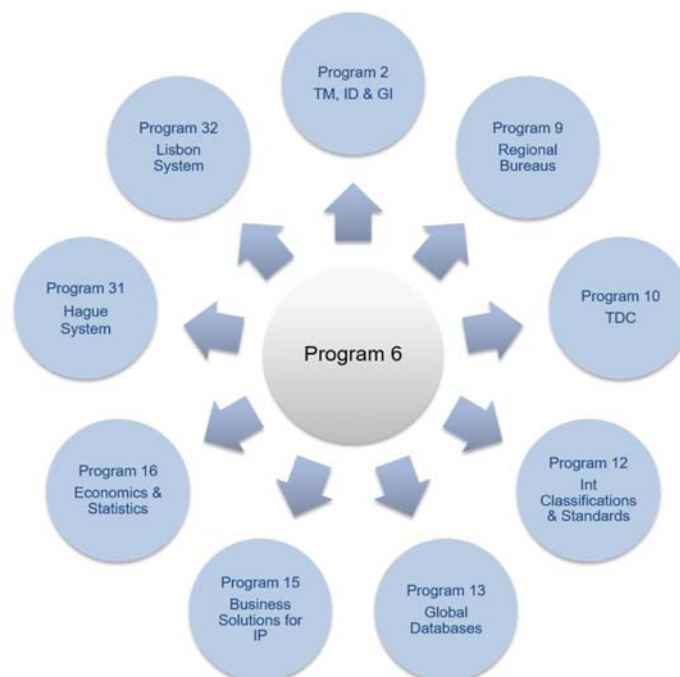 Program 2
TM, ID & GI
Program 9
Regional
Bureaus
Program 10
TDC
Program 12
Int
Classifications
& Standards
Program 13
Global
Databases
Program 15
Business
Solutions for
IP
Program 16
Economics &
Statistics
Program 31
Hague
System
Program 32
Lisbon
System
Program 6